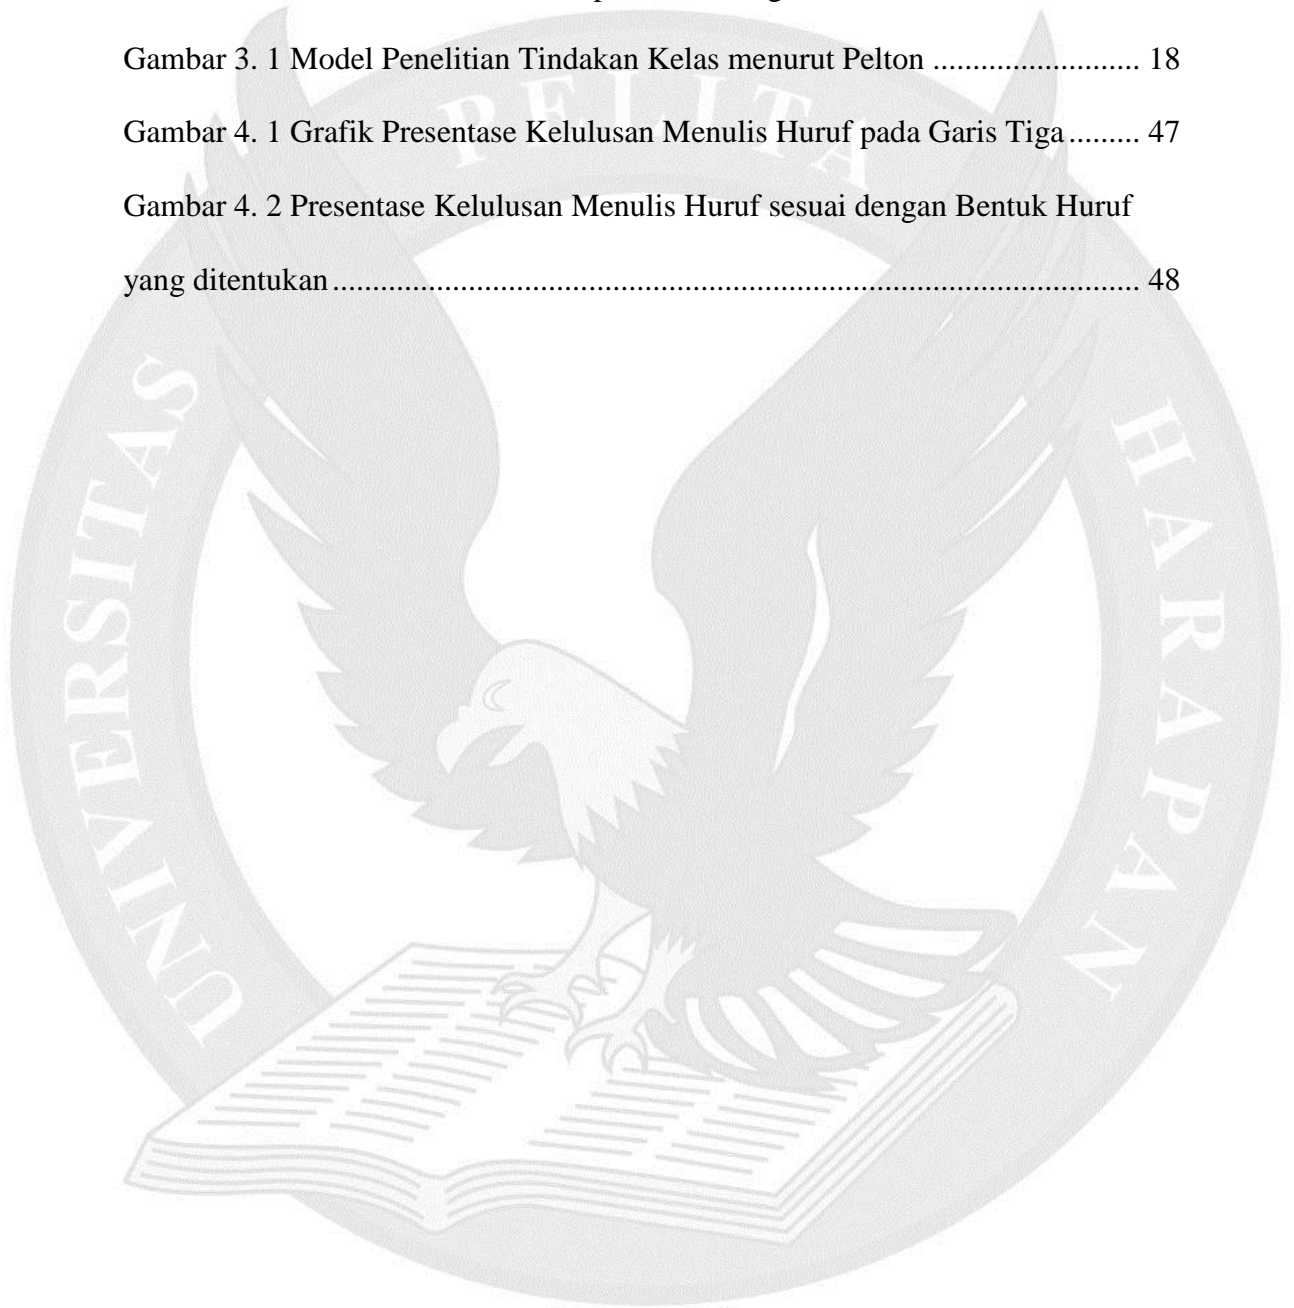 Gambar 3. 1 Model Penelitian Tindakan Kelas menurut Pelton .......................... 18
Gambar 4. 1 Grafik Presentase Kelulusan Menulis Huruf pada Garis Tiga ......... 47
Gambar 4. 2 Presentase Kelulusan Menulis Huruf sesuai dengan Bentuk Huruf
yang ditentukan ..................................................................................................... 48
UNIVERSITAS PELITA HARAPAN